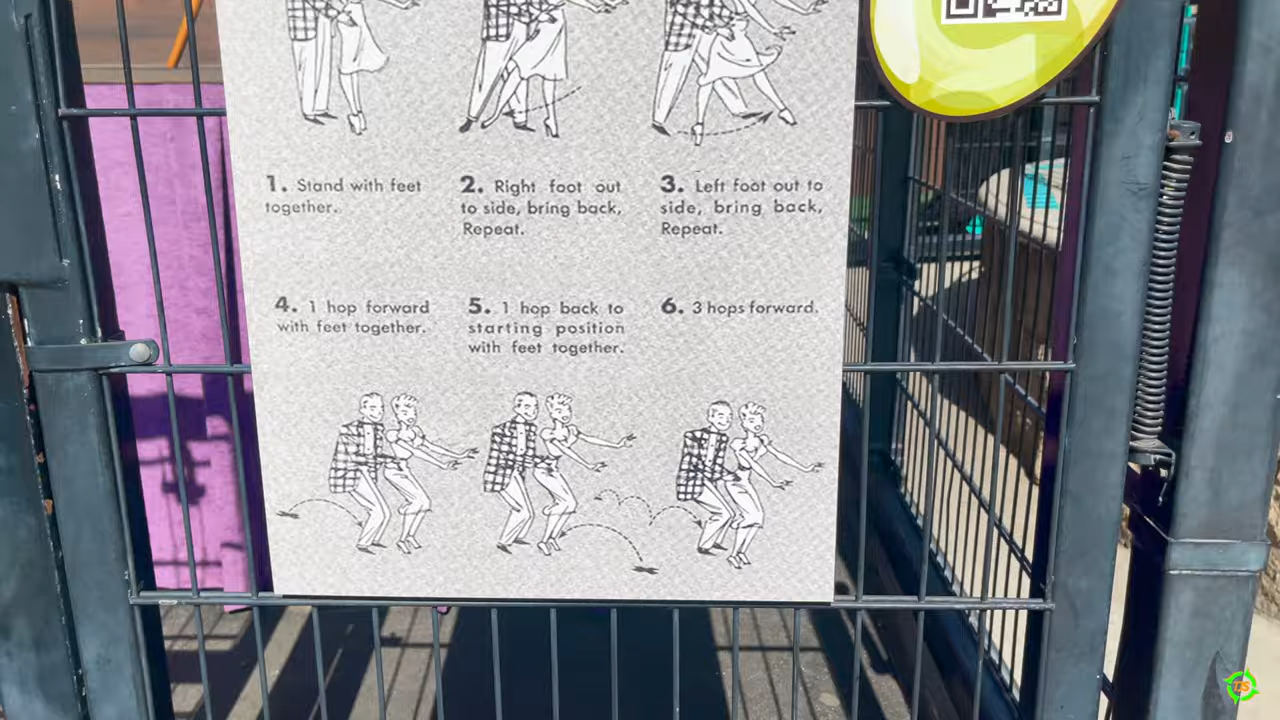 1. Stand with feet
together.
2. Right foot out
to side, bring back,
Repeat.
3. Left foot out to
side, bring back,
Repeat.
4. 1 hop forward
with feet together.
5. 1 hop back to
starting position
with feet together.
6. 3 hops forward.